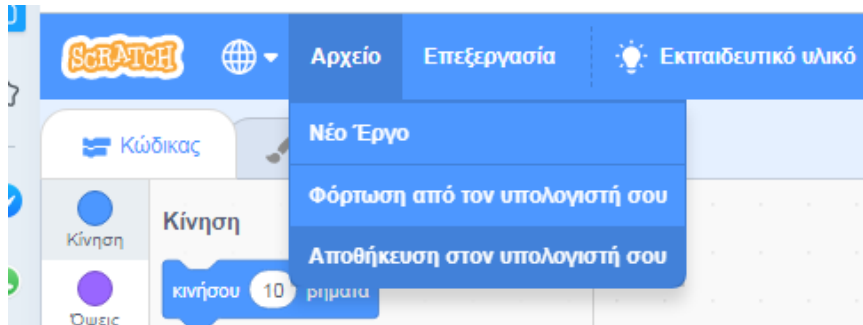 SCRATCH
Αρχείο
Επεξεργασία
Εκπαιδευτικό υλικό
Νέο Έργο
Φόρτωση από τον υπολογιστή σου
Αποθήκευση στον υπολογιστή σου
Κώδικας
Κίνηση
Κίνηση
κινήσου 10 βήματα
Όψεις